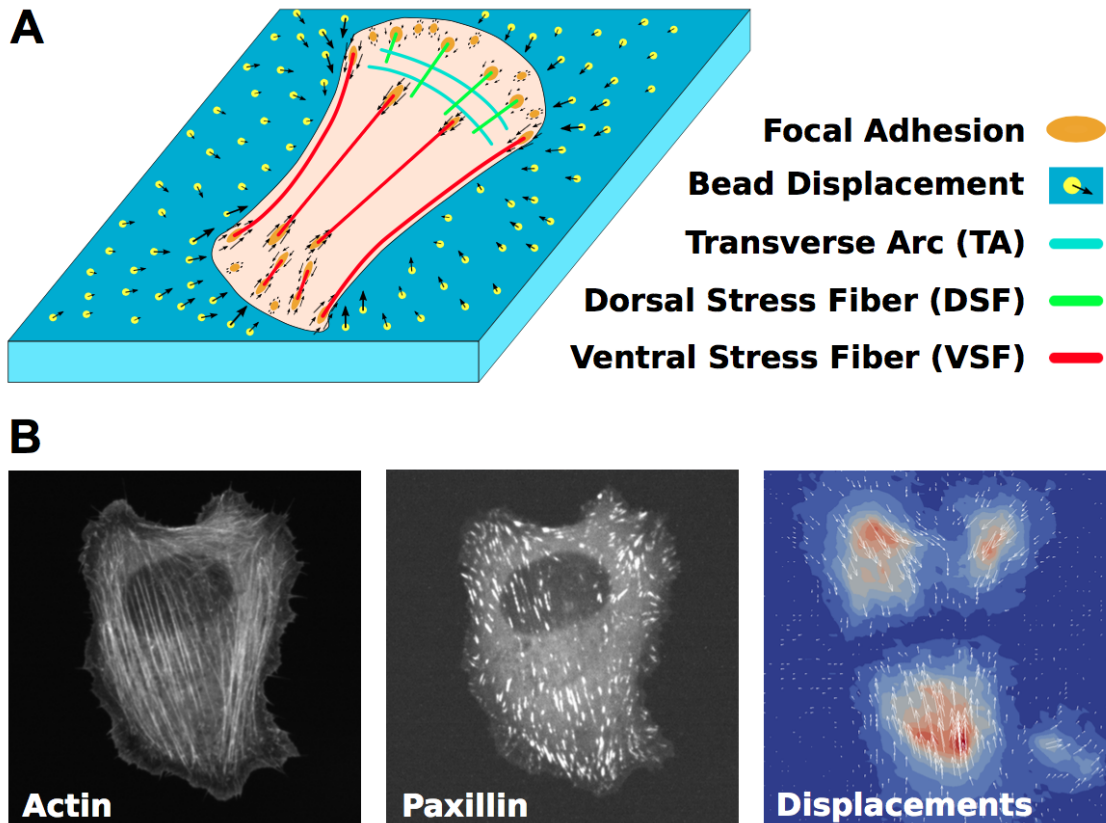 A
Focal Adhesion
Bead Displacement
Transverse Arc (TA)
Dorsal Stress Fiber (DSF)
Ventral Stress Fiber (VSF)
B
Actin
Paxillin
Displacements